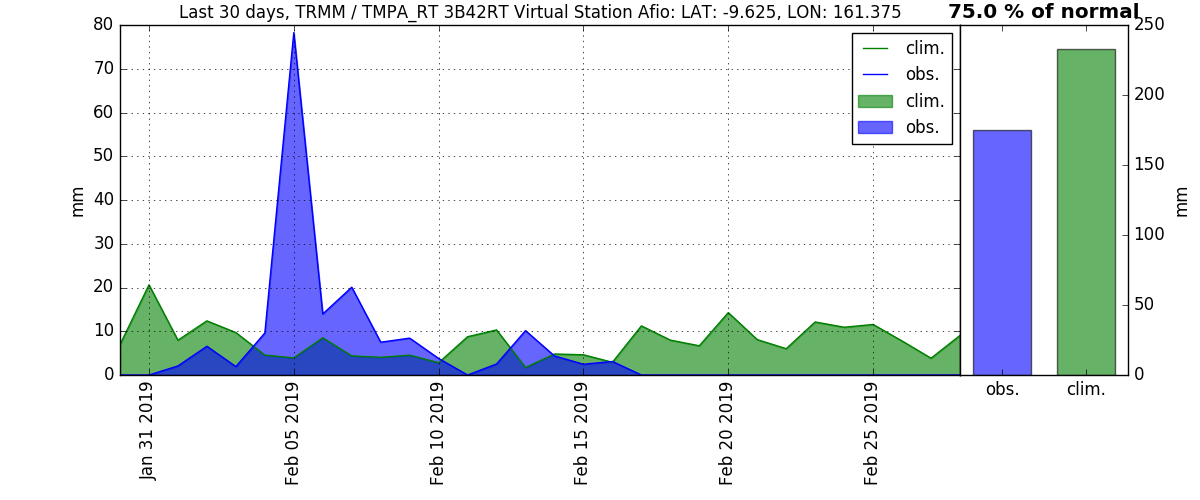 Last 30 days, TRMM / TMPA_RT 3B42RT Virtual Station Afio: LAT: -9.625, LON: 161.375
75.0 % of normal
80
70
60
50
40
30
20
10
0
mm
clim.
obs.
clim.
obs.
250
200
150
100
50
0
mm
Jan 31 2019
Feb 05 2019
Feb 10 2019
Feb 15 2019
Feb 20 2019
Feb 25 2019
obs.
clim.